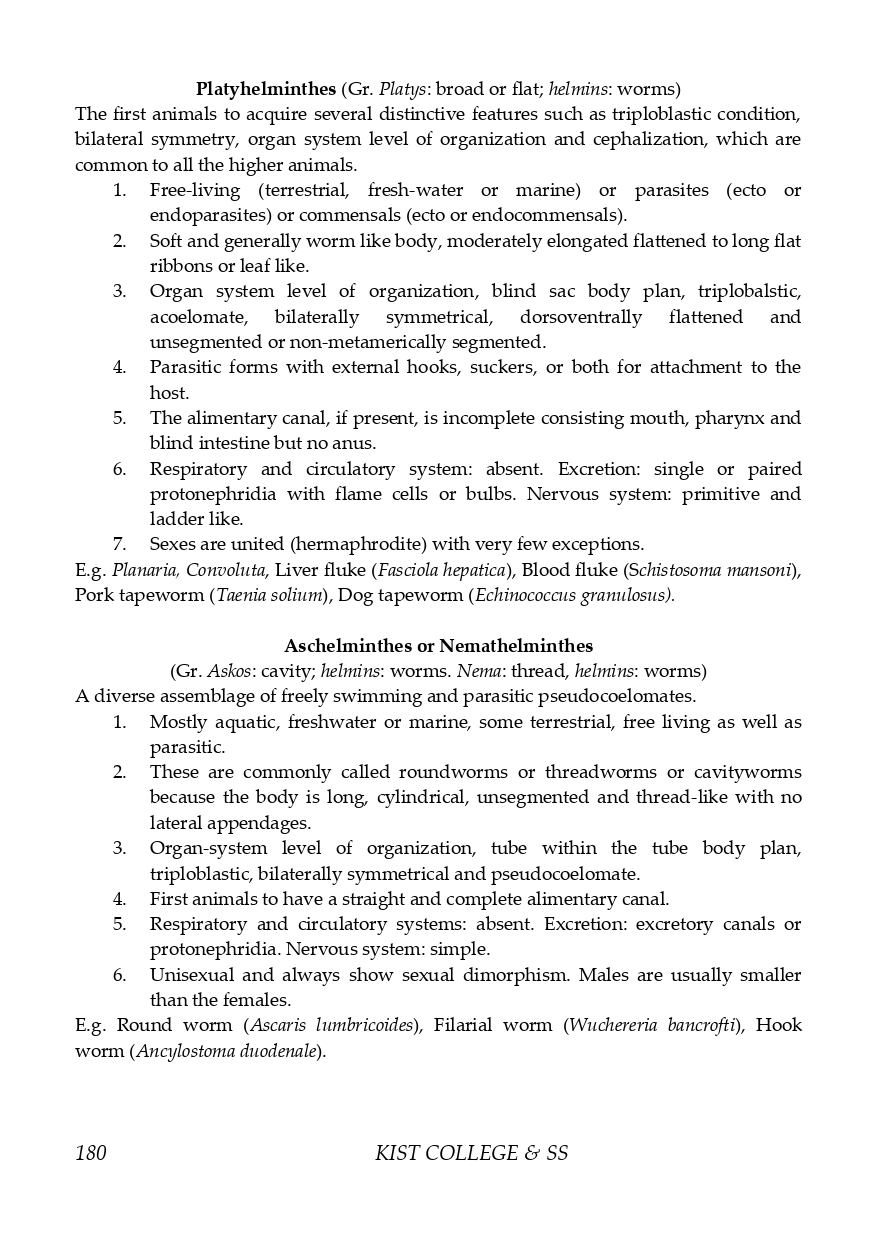 Platyhelminthes (Gr. Platys: broad or flat; helmins: worms)
The first animals to acquire several distinctive features such as triploblastic condition,
bilateral symmetry, organ system level of organization and cephalization, which are
common to all the higher animals.
1. Free-living (terrestrial, fresh-water or marine) or parasites (ecto or
endoparasites) or commensals (ecto or endocommensals).
2. Soft and generally worm like body, moderately elongated flattened to long flat
ribbons or leaf like.
3. Organ system level of organization, blind sac body plan, triplobalstic,
acoelomate, bilaterally symmetrical, dorsoventrally flattened and
unsegmented or non-metamerically segmented.
4. Parasitic forms with external hooks, suckers, or both for attachment to the
host.
5. The alimentary canal, if present, is incomplete consisting mouth, pharynx and
blind intestine but no anus.
6. Respiratory and circulatory system: absent. Excretion: single or paired
protonephridia with flame cells or bulbs. Nervous system: primitive and
ladder like.
7. Sexes are united (hermaphrodite) with very few exceptions.
E.g. Planaria, Convoluta, Liver fluke (Fasciola hepatica), Blood fluke (Schistosoma mansoni),
Pork tapeworm (Taenia solium), Dog tapeworm (Echinococcus granulosus).
Aschelminthes or Nemathelminthes
(Gr. Askos: cavity; helmins: worms. Nema: thread, helmins: worms)
A diverse assemblage of freely swimming and parasitic pseudocoelomates.
1. Mostly aquatic, freshwater or marine, some terrestrial, free living as well as
parasitic.
2. These are commonly called roundworms or threadworms or cavityworms
because the body is long, cylindrical, unsegmented and thread-like with no
lateral appendages.
3. Organ-system level of organization, tube within the tube body plan,
triploblastic, bilaterally symmetrical and pseudocoelomate.
4. First animals to have a straight and complete alimentary canal.
5. Respiratory and circulatory systems: absent. Excretion: excretory canals or
protonephridia. Nervous system: simple.
6. Unisexual and always show sexual dimorphism. Males are usually smaller
than the females.
E.g. Round worm (Ascaris lumbricoides), Filarial worm (Wuchereria bancrofti), Hook
worm (Ancylostoma duodenale).
180 KIST COLLEGE & SS